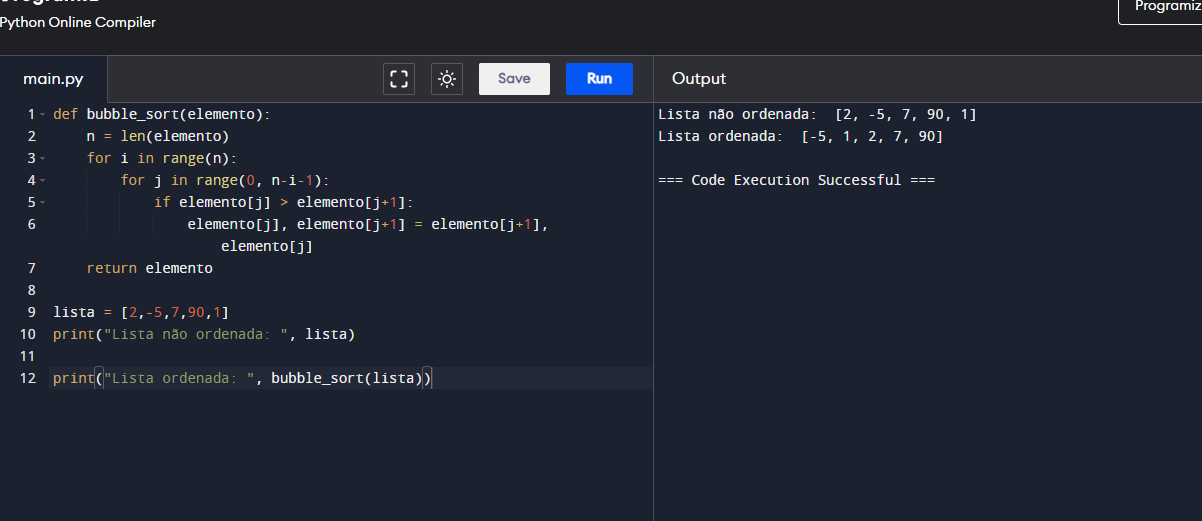 Programiz
Python Online Compiler
Programiz
main.py
Save
Run
Output
1 def bubble_sort(elemento):
2     n = len(elemento)
3     for i in range(n):
4         for j in range(0, n-i-1):
5             if elemento[j] > elemento[j+1]:
6                 elemento[j], elemento[j+1] = elemento[j+1],
                    elemento[j]
7     return elemento
8
9 lista = [2,-5,7,90,1]
10 print("Lista não ordenada: ", lista)
11
12 print("Lista ordenada: ", bubble_sort(lista))
Lista não ordenada:  [2, -5, 7, 90, 1]
Lista ordenada:  [-5, 1, 2, 7, 90]

=== Code Execution Successful ===